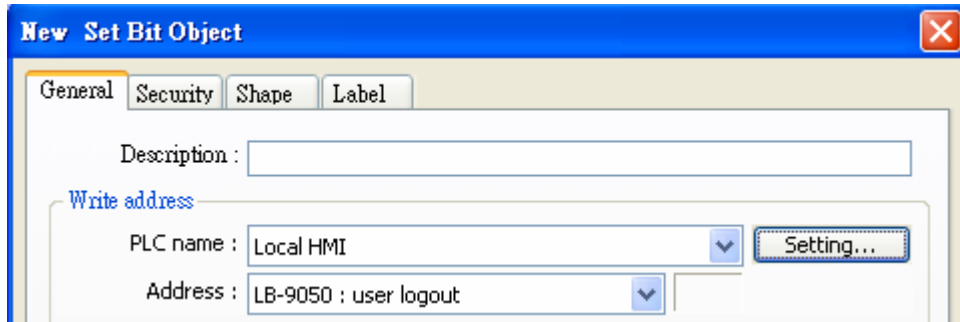 New Set Bit Object
General Security Shape Label
Description :
Write address
PLC name : Local HMI Setting...
Address : LB-9050 : user logout